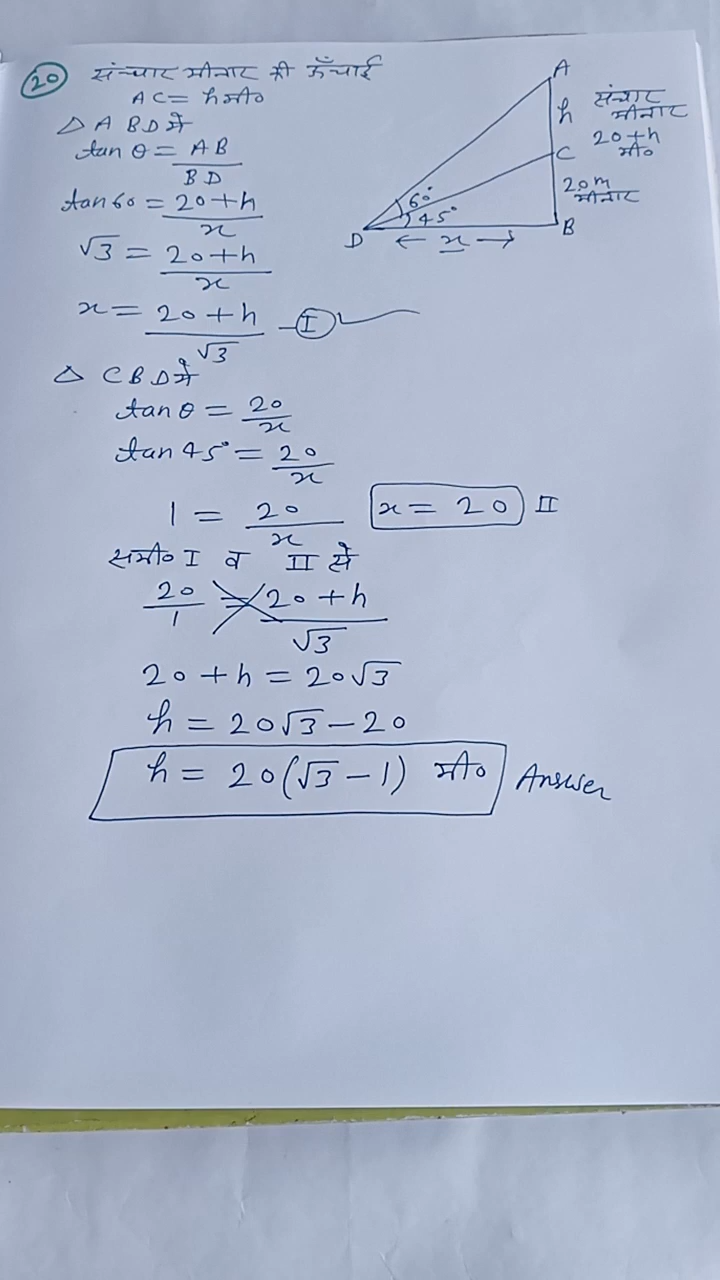 20 संचार मीनार की ऊँचाई
AC = h मी०
△ ABD में
tan θ = AB/BD
tan 60 = 20+h/x
√3 = 20+h/x
x = 20+h/√3 — I
△ CBD में
tan θ = 20/x
tan 45° = 20/x
1 = 20/x x = 20 II
समी० I व II से
20/1 = 20+h/√3
20 + h = 20√3
h = 20√3 − 20
h = 20(√3 − 1) मी० Answer
A
h संचार मीनार
C 20+h मी०
20m मीनार
60°
45°
D ← x → B